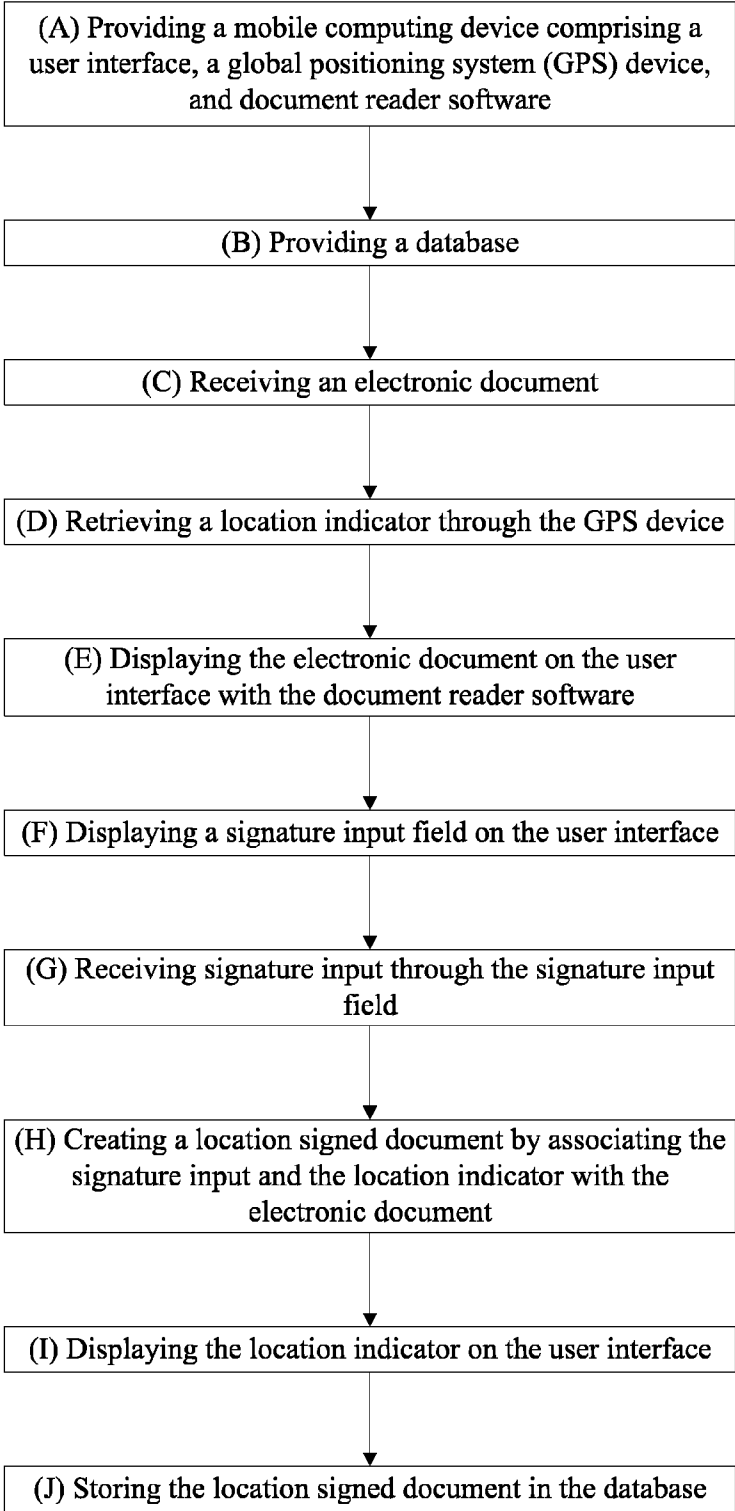 (A) Providing a mobile computing device comprising a
user interface, a global positioning system (GPS) device,
and document reader software
(B) Providing a database
(C) Receiving an electronic document
(D) Retrieving a location indicator through the GPS device
(E) Displaying the electronic document on the user
interface with the document reader software
(F) Displaying a signature input field on the user interface
(G) Receiving signature input through the signature input
field
(H) Creating a location signed document by associating the
signature input and the location indicator with the
electronic document
(I) Displaying the location indicator on the user interface
(J) Storing the location signed document in the database